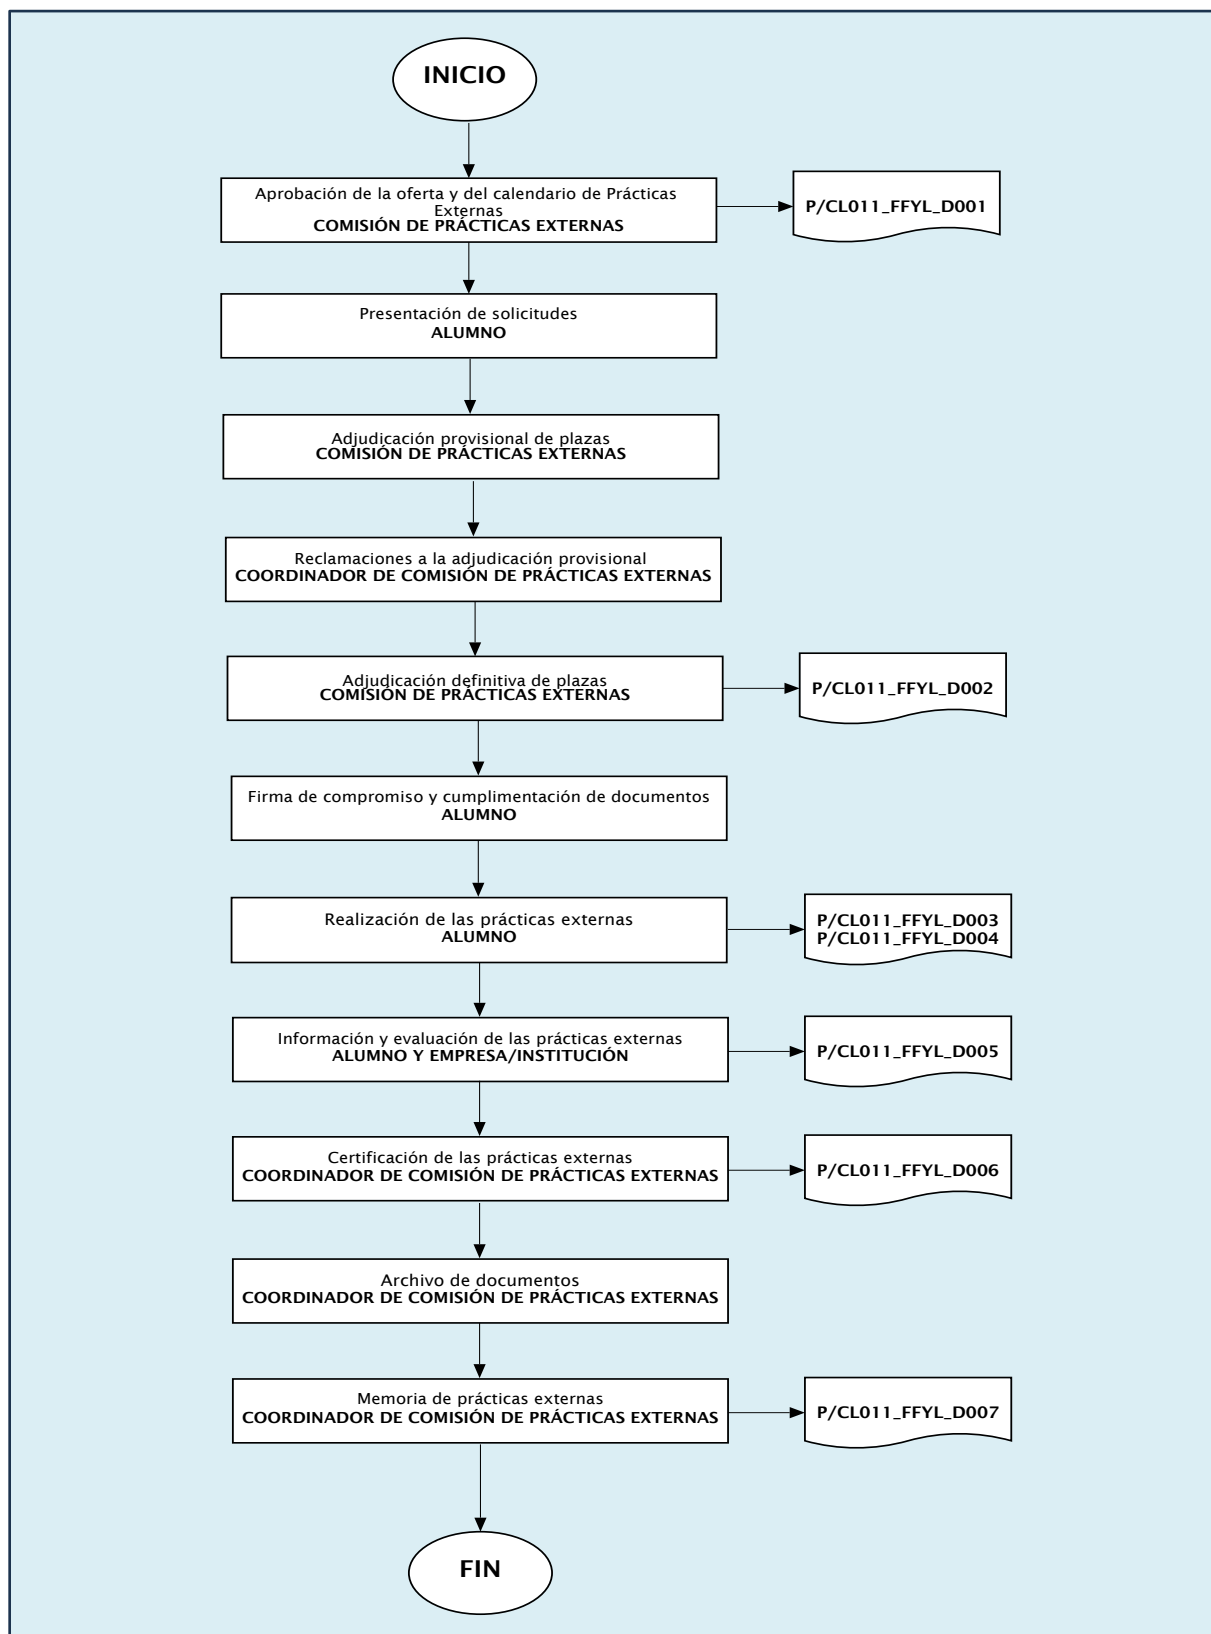 INICIO
Aprobación de la oferta y del calendario de Prácticas
Externas
COMISIÓN DE PRÁCTICAS EXTERNAS
P/CL011_FFYL_D001
Presentación de solicitudes
ALUMNO
Adjudicación provisional de plazas
COMISIÓN DE PRÁCTICAS EXTERNAS
Reclamaciones a la adjudicación provisional
COORDINADOR DE COMISIÓN DE PRÁCTICAS EXTERNAS
Adjudicación definitiva de plazas
COMISIÓN DE PRÁCTICAS EXTERNAS
P/CL011_FFYL_D002
Firma de compromiso y cumplimentación de documentos
ALUMNO
Realización de las prácticas externas
ALUMNO
P/CL011_FFYL_D003
P/CL011_FFYL_D004
Información y evaluación de las prácticas externas
ALUMNO Y EMPRESA/INSTITUCIÓN
P/CL011_FFYL_D005
Certificación de las prácticas externas
COORDINADOR DE COMISIÓN DE PRÁCTICAS EXTERNAS
P/CL011_FFYL_D006
Archivo de documentos
COORDINADOR DE COMISIÓN DE PRÁCTICAS EXTERNAS
Memoria de prácticas externas
COORDINADOR DE COMISIÓN DE PRÁCTICAS EXTERNAS
P/CL011_FFYL_D007
FIN